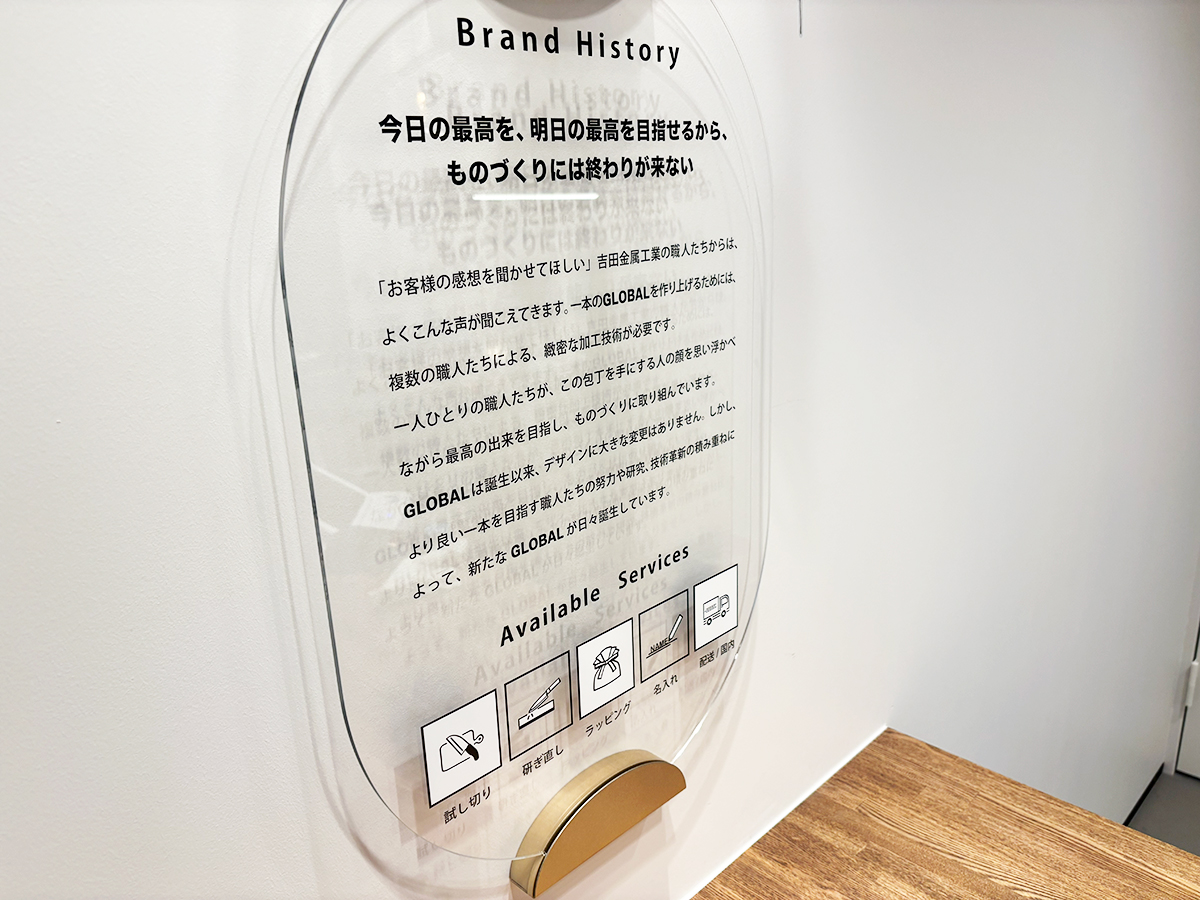 Brand History
今日の最高を、明日の最高を目指せるから、
ものづくりには終わりが来ない
「お客様の感想を聞かせてほしい」吉田金属工業の職人たちからは、
よくこんな声が聞こえてきます。一本のGLOBALを作り上げるためには、
複数の職人たちによる、緻密な加工技術が必要です。
一人ひとりの職人たちが、この包丁を手にする人の顔を思い浮かべ
ながら最高の出来を目指し、ものづくりに取り組んでいます。
GLOBALは誕生以来、デザインに大きな変更はありません。しかし、
より良い一本を目指す職人たちの努力や研究、技術革新の積み重ねに
よって、新たな GLOBAL が日々誕生しています。
Available Services
NAME
試し切り
研ぎ直し
ラッピング
名入れ
配送 / 国内